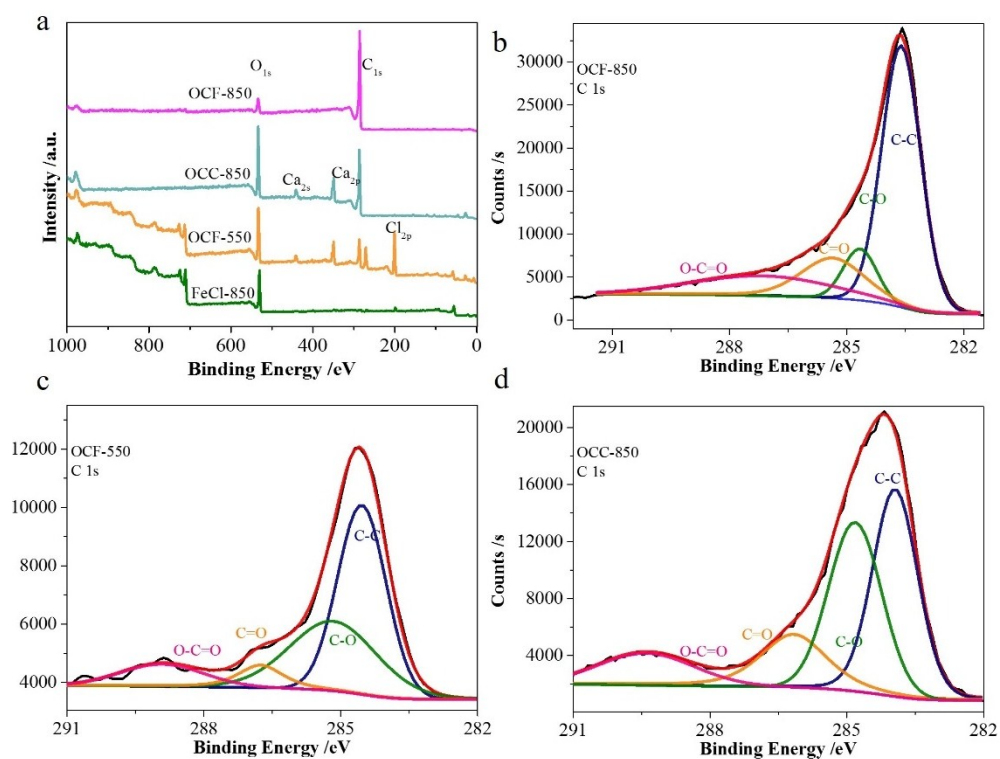 a
OCF-850
O1s
C1s
OCC-850
Ca2s
Ca2p
OCF-550
Cl2p
FeCl-850
Intensity /a.u.
1000 800 600 400 200 0
Binding Energy /eV
b
OCF-850
C 1s
C-C
C-O
C=O
O-C=O
Counts /s
30000
25000
20000
15000
10000
5000
0
291 288 285 282
Binding Energy /eV
c
OCF-550
C 1s
C-C
C-O
C=O
O-C=O
12000
10000
8000
6000
4000
291 288 285 282
Binding Energy /eV
d
OCC-850
C 1s
C-C
C-O
C=O
O-C=O
Counts /s
20000
16000
12000
8000
4000
291 288 285 282
Binding Energy /eV